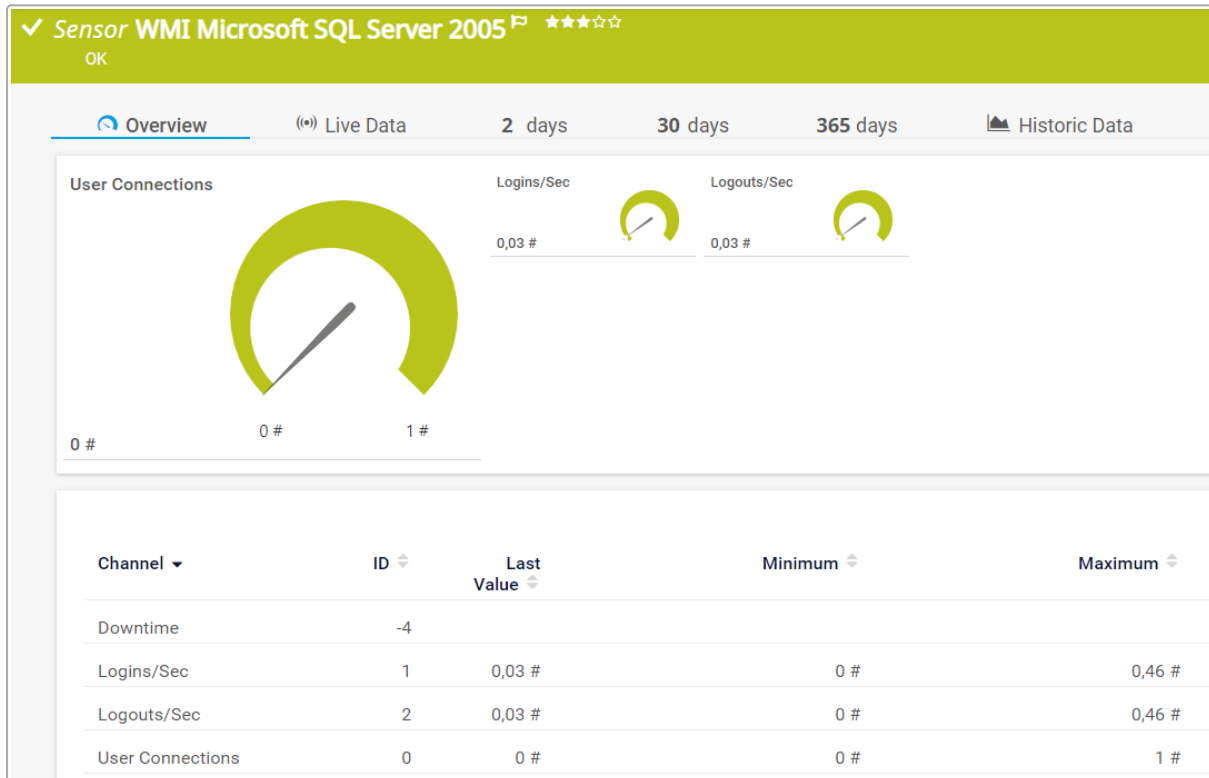 Sensor WMI Microsoft SQL Server 2005
OK
Overview Live Data 2 days 30 days 365 days Historic Data
User Connections
0 #
1 #
0 #
Logins/Sec
0,03 #
Logouts/Sec
0,03 #
Channel ID Last Value Minimum Maximum
Downtime -4
Logins/Sec 1 0,03 # 0 # 0,46 #
Logouts/Sec 2 0,03 # 0 # 0,46 #
User Connections 0 0 # 0 # 1 #